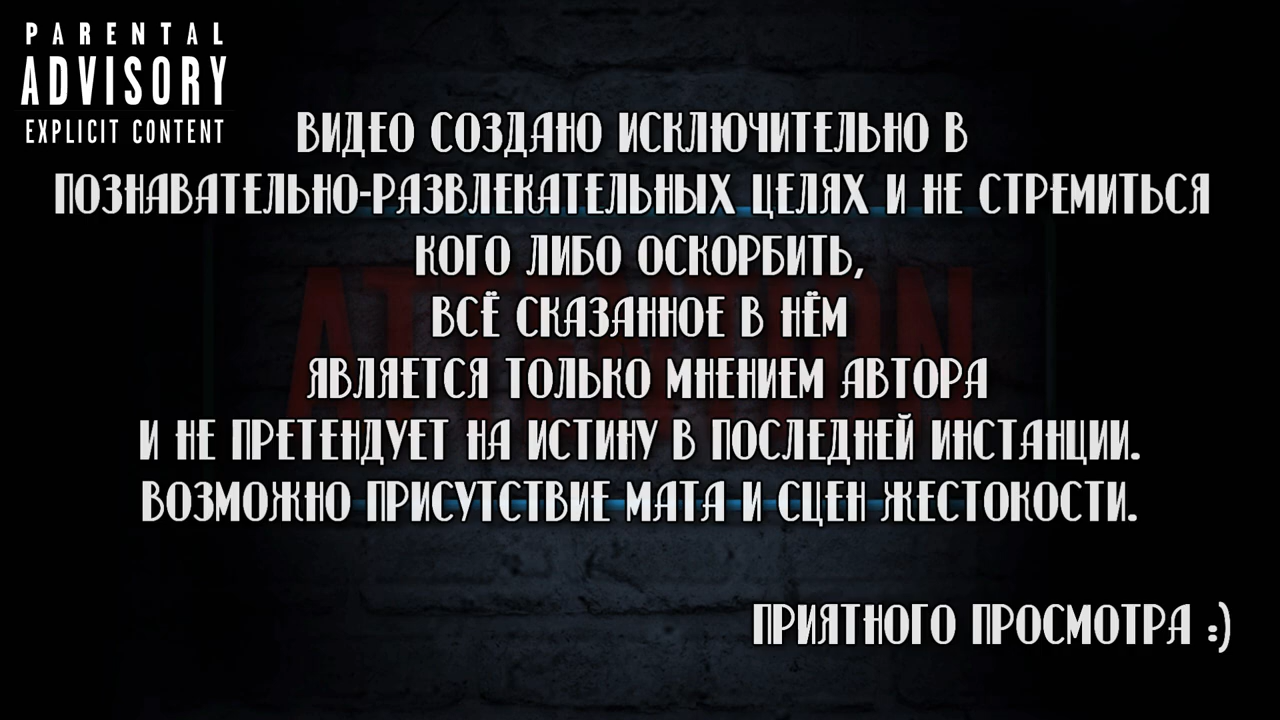 PARENTAL
ADVISORY
EXPLICIT CONTENT
ВИДЕО СОЗДАНО ИСКЛЮЧИТЕЛЬНО В
ПОЗНАВАТЕЛЬНО-РАЗВЛЕКАТЕЛЬНЫХ ЦЕЛЯХ И НЕ СТРЕМИТЬСЯ
КОГО ЛИБО ОСКОРБИТЬ,
ВСЁ СКАЗАННОЕ В НЁМ
ЯВЛЯЕТСЯ ТОЛЬКО МНЕНИЕМ АВТОРА
И НЕ ПРЕТЕНДУЕТ НА ИСТИНУ В ПОСЛЕДНЕЙ ИНСТАНЦИИ.
ВОЗМОЖНО ПРИСУТСТВИЕ МАТА И СЦЕН ЖЕСТОКОСТИ.
ПРИЯТНОГО ПРОСМОТРА :)
ATTENTION